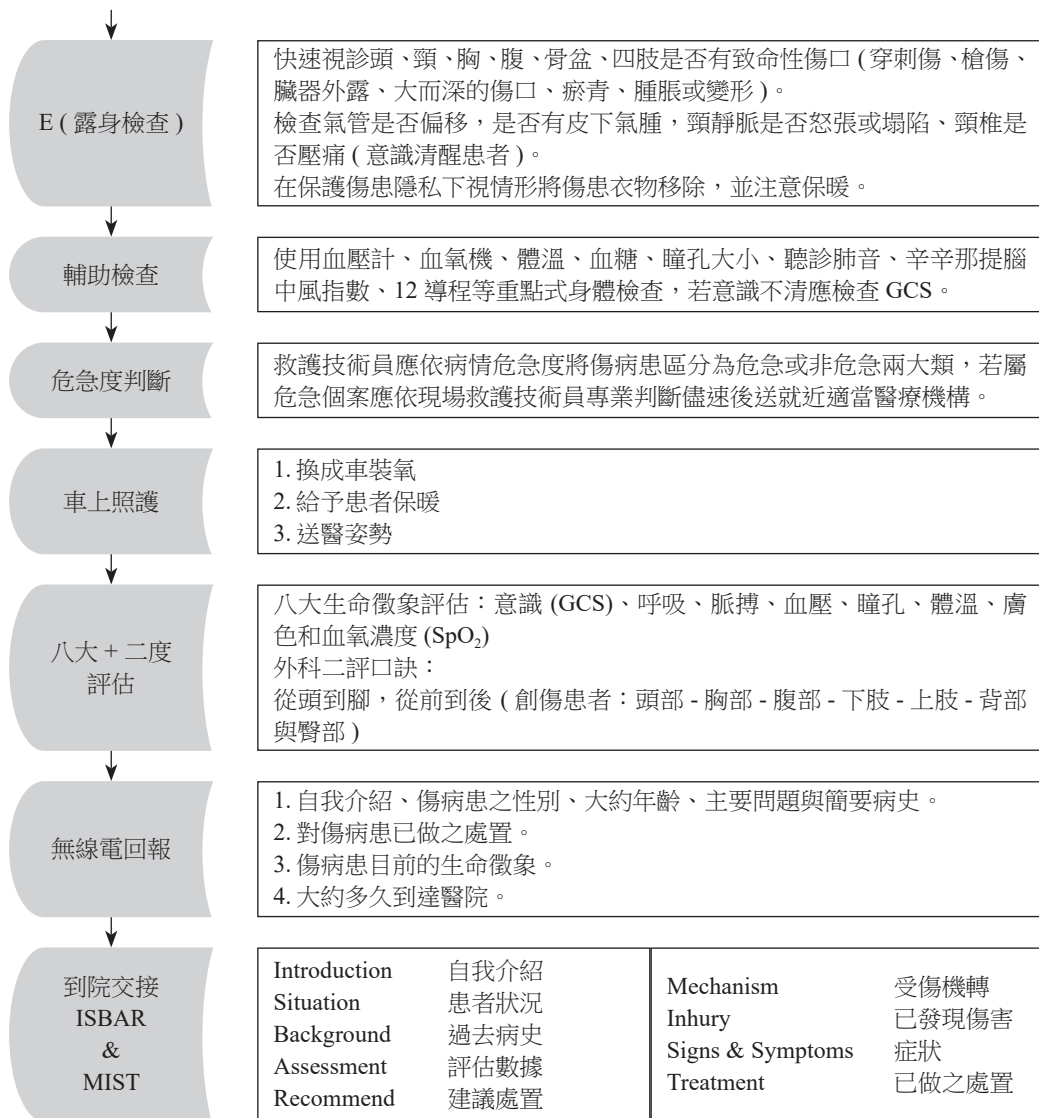 E ( 露身檢查 )
快速視診頭、頸、胸、腹、骨盆、四肢是否有致命性傷口 ( 穿刺傷、槍傷、
臟器外露、大而深的傷口、瘀青、腫脹或變形 )。
檢查氣管是否偏移，是否有皮下氣腫，頸靜脈是否怒張或塌陷、頸椎是
否壓痛 ( 意識清醒患者 )。
在保護傷患隱私下視情形將傷患衣物移除，並注意保暖。
輔助檢查
使用血壓計、血氧機、體溫、血糖、瞳孔大小、聽診肺音、辛辛那提腦
中風指數、12 導程等重點式身體檢查，若意識不清應檢查 GCS。
危急度判斷
救護技術員應依病情危急度將傷病患區分為危急或非危急兩大類，若屬
危急個案應依現場救護技術員專業判斷儘速後送就近適當醫療機構。
車上照護
1. 換成車裝氧
2. 給予患者保暖
3. 送醫姿勢
八大 + 二度
評估
八大生命徵象評估：意識 (GCS)、呼吸、脈搏、血壓、瞳孔、體溫、膚
色和血氧濃度 (SpO₂)
外科二評口訣：
從頭到腳，從前到後 ( 創傷患者：頭部 - 胸部 - 腹部 - 下肢 - 上肢 - 背部
與臀部 )
無線電回報
1. 自我介紹、傷病患之性別、大約年齡、主要問題與簡要病史。
2. 對傷病患已做之處置。
3. 傷病患目前的生命徵象。
4. 大約多久到達醫院。
到院交接
ISBAR
&
MIST
Introduction 自我介紹
Situation 患者狀況
Background 過去病史
Assessment 評估數據
Recommend 建議處置
Mechanism 受傷機轉
Inhury 已發現傷害
Signs & Symptoms 症狀
Treatment 已做之處置